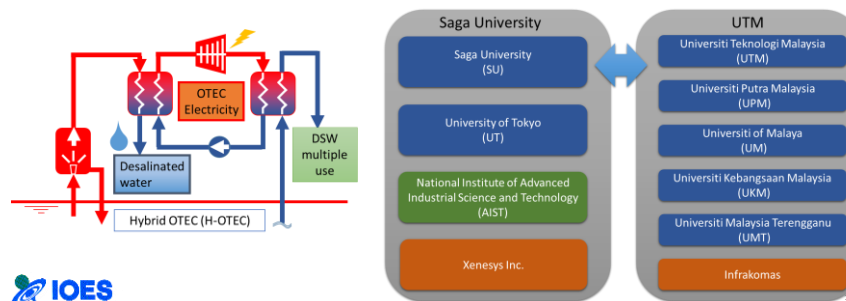 OTEC
Electricity
Desalinated
water
DSW
multiple
use
Hybrid OTEC (H-OTEC)
IOES
Saga University
Saga University
(SU)
University of Tokyo
(UT)
National Institute of Advanced
Industrial Science and Technology
(AIST)
Xenesys Inc.
UTM
Universiti Teknologi Malaysia
(UTM)
Universiti Putra Malaysia
(UPM)
Universiti of Malaya
(UM)
Universiti Kebangsaan Malaysia
(UKM)
Universiti Malaysia Terengganu
(UMT)
Infrakomas